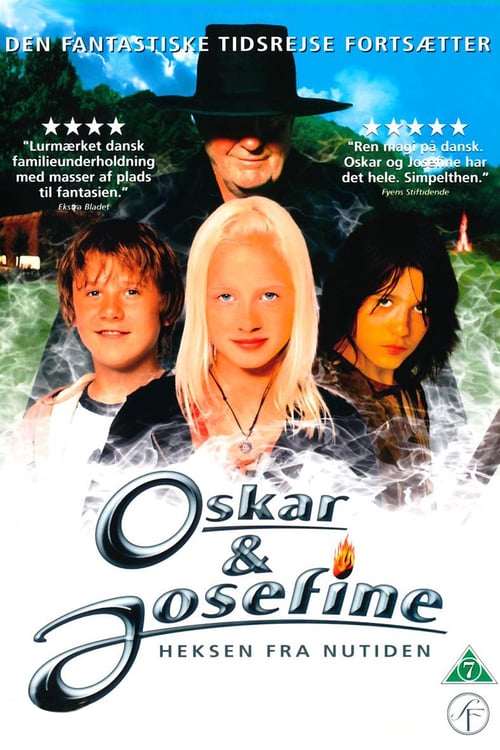 DEN FANTASTISKE TIDSREJSE FORTSÆTTER
"Lurmærket dansk
familieunderholdning
med masser af plads
til fantasien."
Ekstra Bladet
"Ren magi på dansk.
Oskar og Josefine har
det hele. Simpelthen."
Fyens Stiftidende
Oskar
&
Josefine
HEKSEN FRA NUTIDEN
7
SF